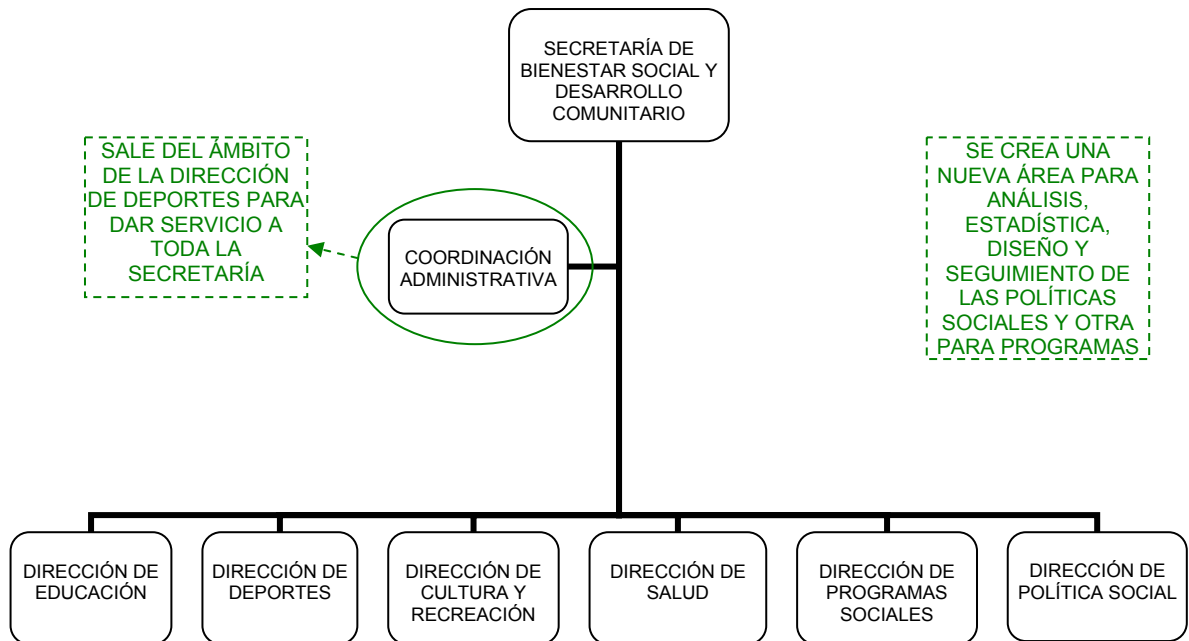 SECRETARÍA DE
BIENESTAR SOCIAL Y
DESARROLLO
COMUNITARIO
SALE DEL ÁMBITO
DE LA DIRECCIÓN
DE DEPORTES PARA
DAR SERVICIO A
TODA LA
SECRETARÍA
SE CREA UNA
NUEVA ÁREA PARA
ANÁLISIS,
ESTADÍSTICA,
DISEÑO Y
SEGUIMIENTO DE
LAS POLÍTICAS
SOCIALES Y OTRA
PARA PROGRAMAS
COORDINACIÓN
ADMINISTRATIVA
DIRECCIÓN DE
EDUCACIÓN
DIRECCIÓN DE
DEPORTES
DIRECCIÓN DE
CULTURA Y
RECREACIÓN
DIRECCIÓN DE
SALUD
DIRECCIÓN DE
PROGRAMAS
SOCIALES
DIRECCIÓN DE
POLÍTICA SOCIAL